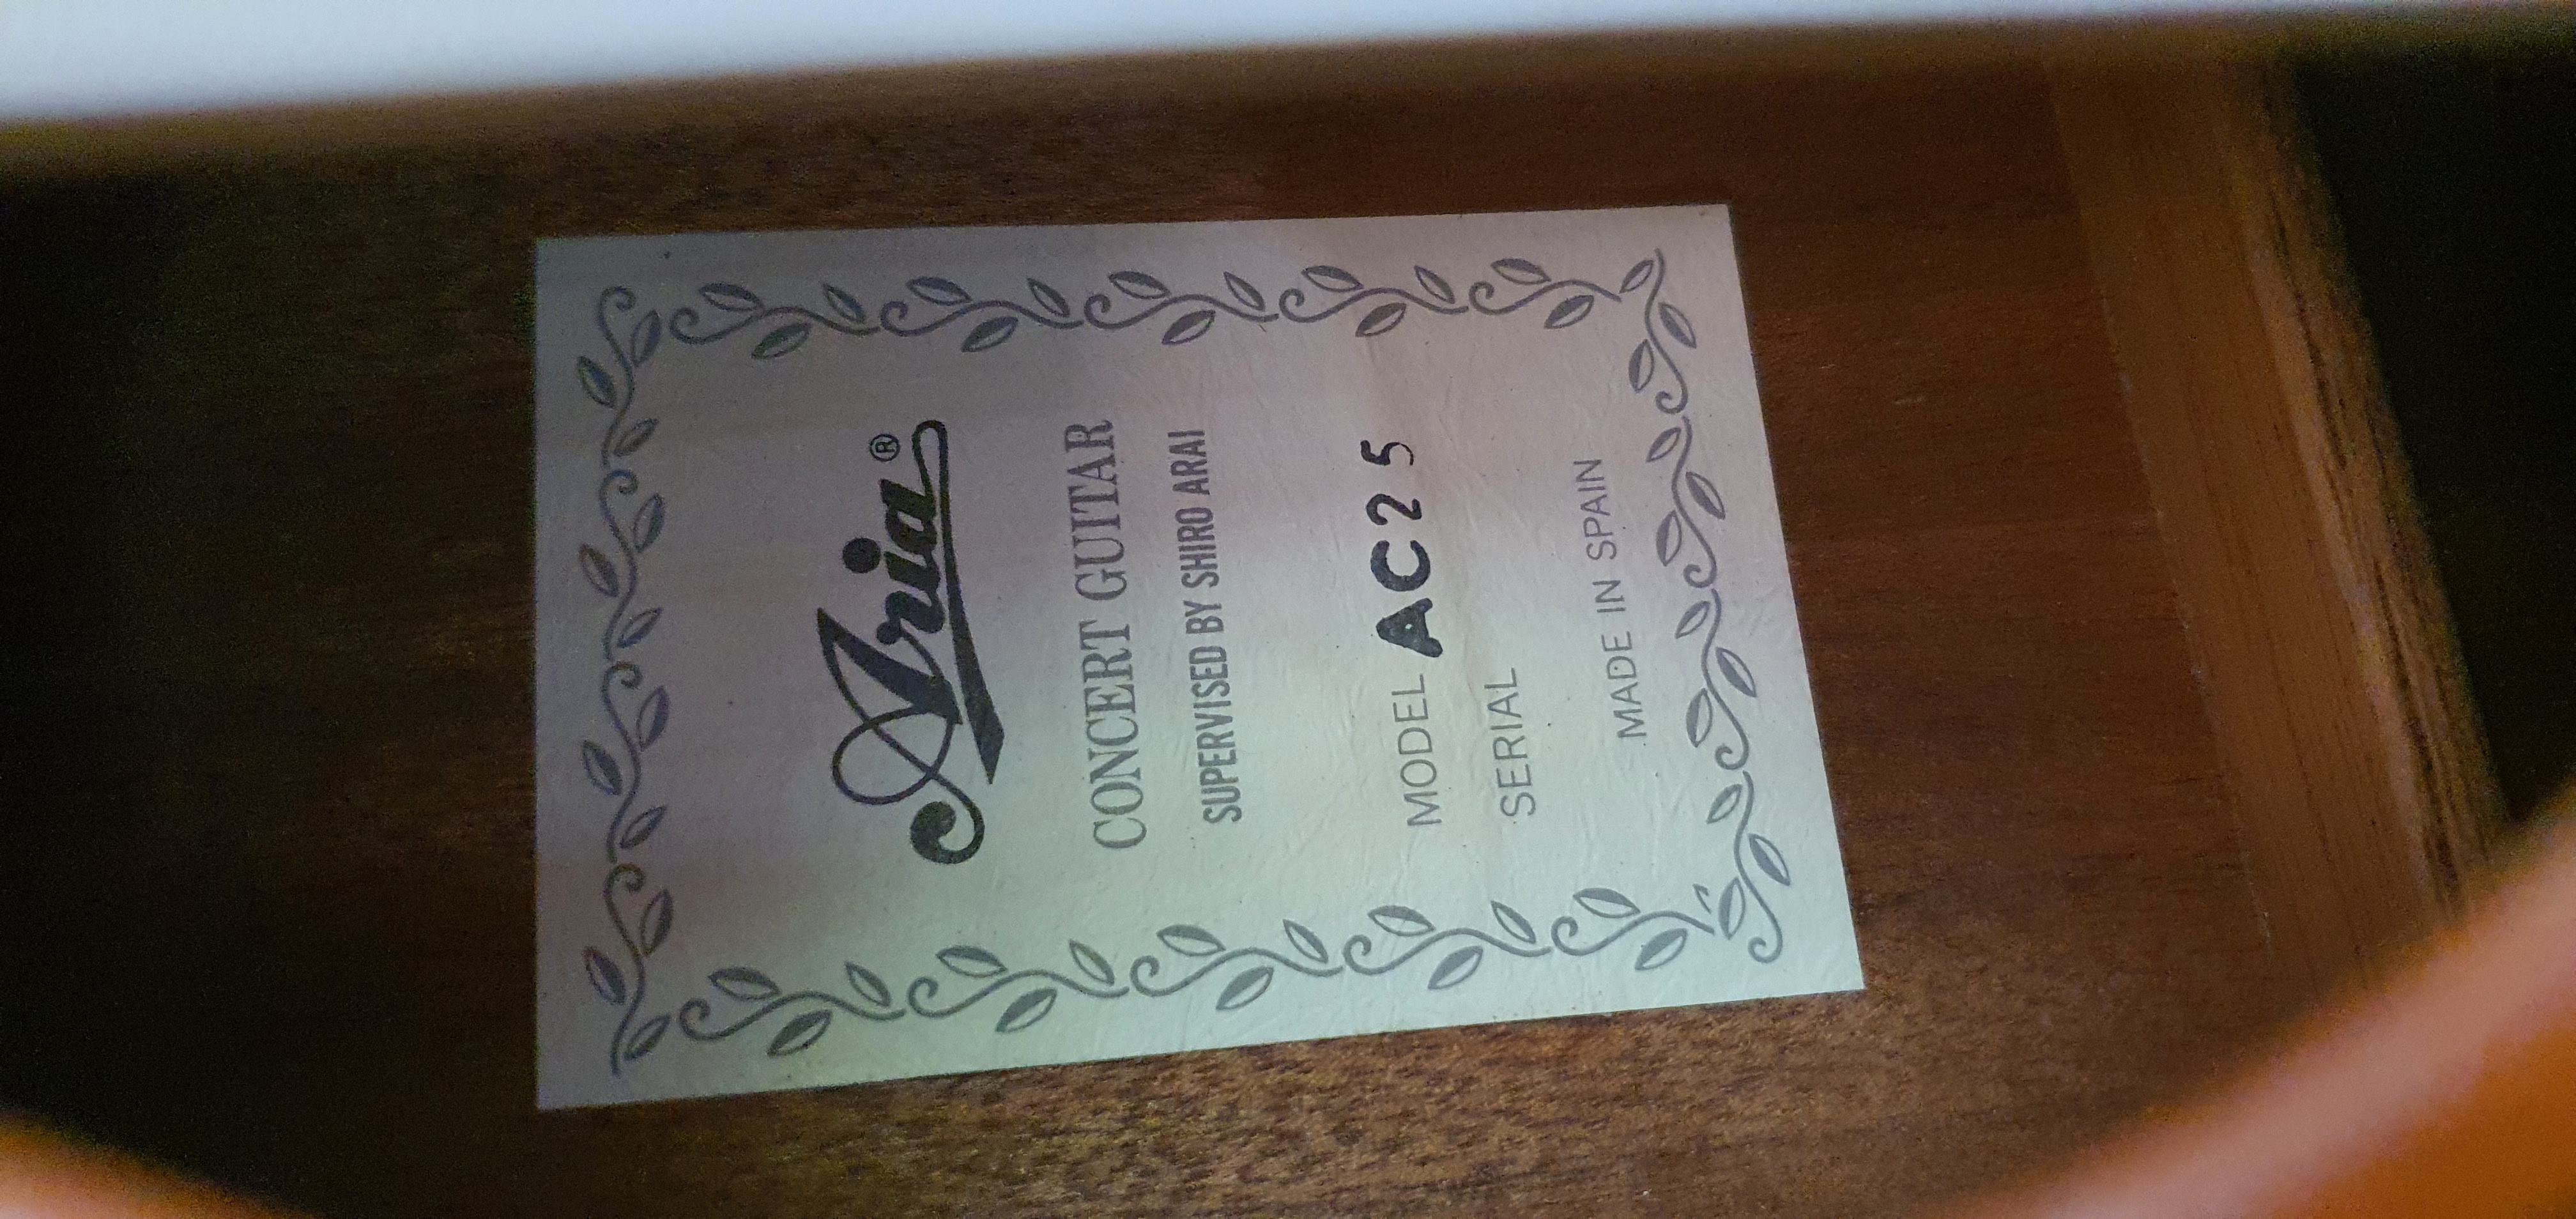 Aria®
CONCERT GUITAR
SUPERVISED BY SHIRO ARAI
MODEL AC25
SERIAL
MADE IN SPAIN